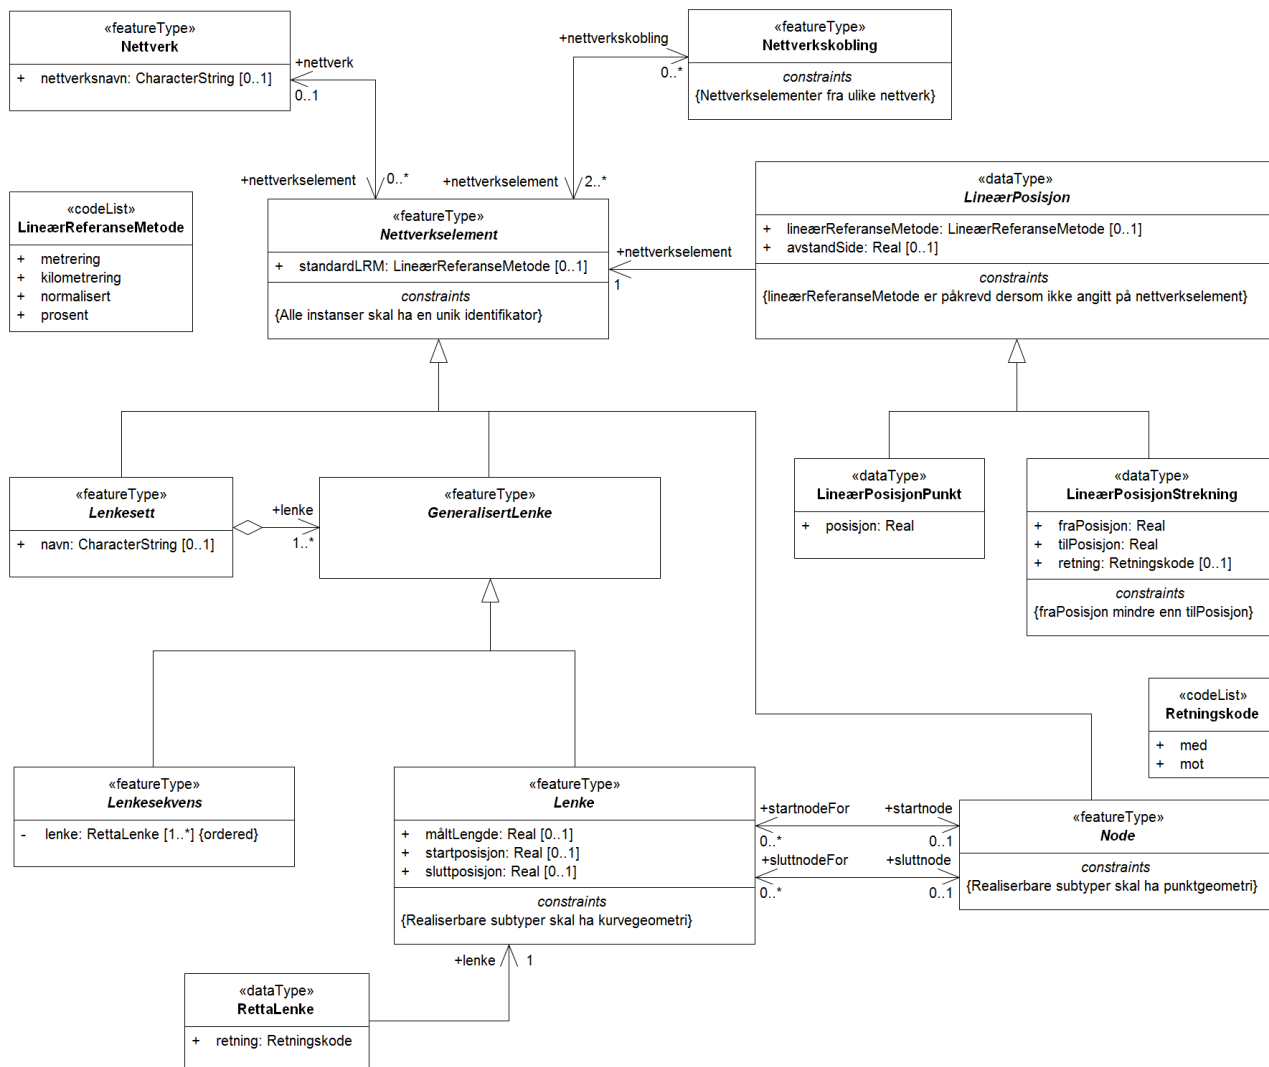 «featureType»
Nettverk
+ nettverksnavn: CharacterString [0..1]
+nettverk
0..1
+nettverkskobling
0..*
«featureType»
Nettverkskobling
constraints
{Nettverkselementer fra ulike nettverk}
+nettverkselement
0..*
+nettverkselement
2..*
«codeList»
LineærReferanseMetode
+ metrering
+ kilometrering
+ normalisert
+ prosent
«featureType»
Nettverkselement
+ standardLRM: LineærReferanseMetode [0..1]
constraints
{Alle instanser skal ha en unik identifikator}
+nettverkselement
1
«dataType»
LineærPosisjon
+ lineærReferanseMetode: LineærReferanseMetode [0..1]
+ avstandSide: Real [0..1]
constraints
{lineærReferanseMetode er påkrevd dersom ikke angitt på nettverkselement}
«featureType»
Lenkesett
+ navn: CharacterString [0..1]
+lenke
1..*
«featureType»
GeneralisertLenke
«dataType»
LineærPosisjonPunkt
+ posisjon: Real
«dataType»
LineærPosisjonStrekning
+ fraPosisjon: Real
+ tilPosisjon: Real
+ retning: Retningskode [0..1]
constraints
{fraPosisjon mindre enn tilPosisjon}
«codeList»
Retningskode
+ med
+ mot
«featureType»
Lenkesekvens
- lenke: RettaLenke [1..*] {ordered}
«featureType»
Lenke
+ måltLengde: Real [0..1]
+ startposisjon: Real [0..1]
+ sluttposisjon: Real [0..1]
constraints
{Realiserbare subtyper skal ha kurvegeometri}
+startnodeFor
0..*
+startnode
0..1
+sluttnodeFor
0..*
+sluttnode
0..1
«featureType»
Node
constraints
{Realiserbare subtyper skal ha punktgeometri}
+lenke
1
«dataType»
RettaLenke
+ retning: Retningskode